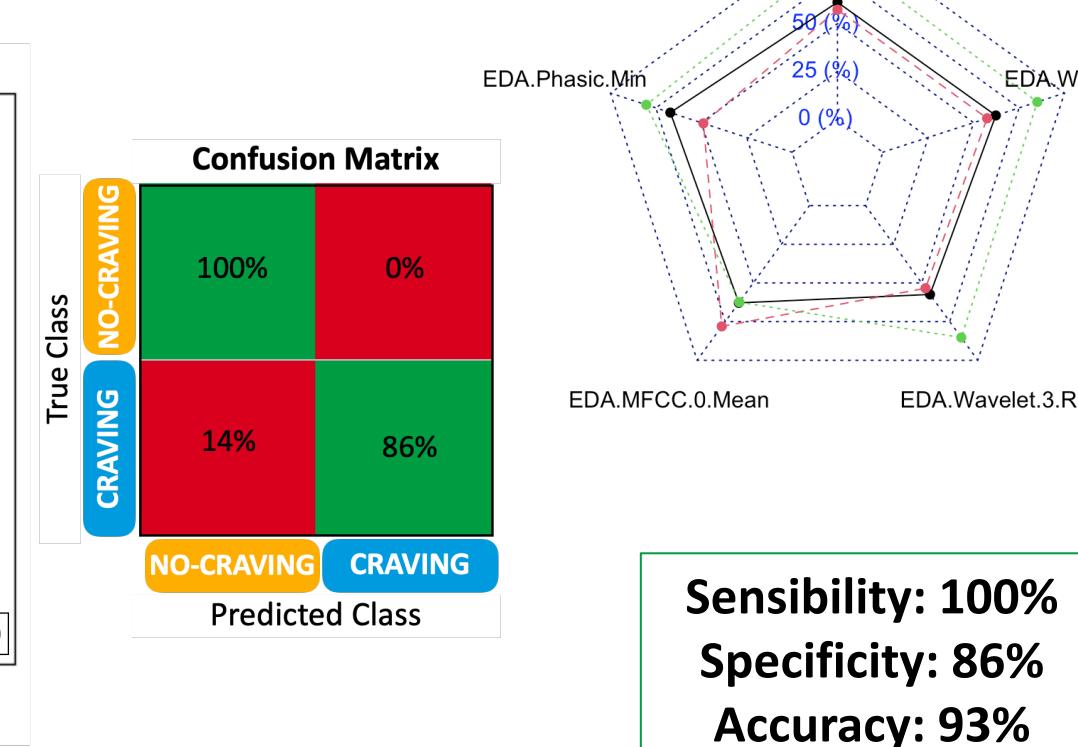 50 (%)
25 (%)
0 (%)
EDA.Phasic.Min
EDA.W
EDA.MFCC.0.Mean
EDA.Wavelet.3.R
Confusion Matrix
True Class
NO-CRAVING
CRAVING
100%
0%
14%
86%
NO-CRAVING
CRAVING
Predicted Class
Sensibility: 100%
Specificity: 86%
Accuracy: 93%